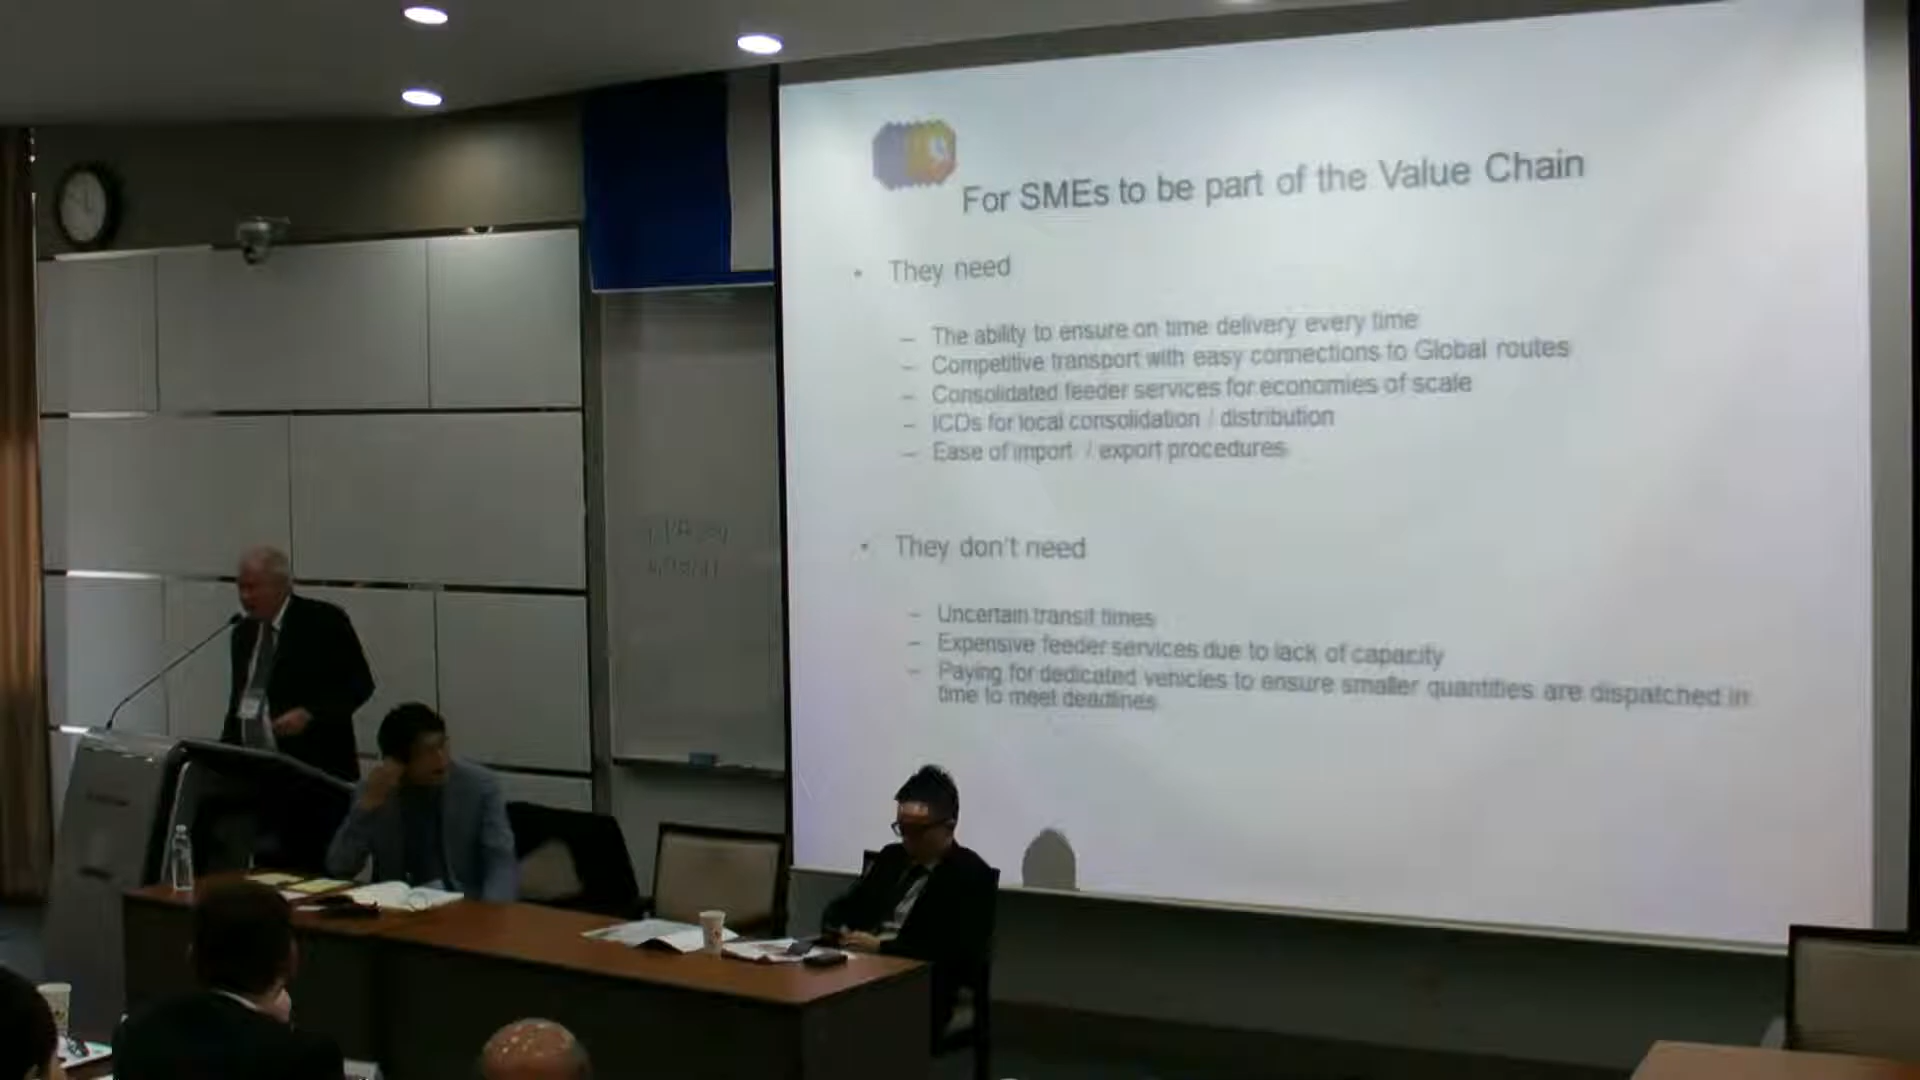 For SMEs to be part of the Value Chain
• They need
– The ability to ensure on time delivery every time
– Competitive transport with easy connections to Global routes
– Consolidated feeder services for economies of scale
– ICDs for local consolidation / distribution
– Ease of import / export procedures
• They don't need
– Uncertain transit times
– Expensive feeder services due to lack of capacity
– Paying for dedicated vehicles to ensure smaller quantities are dispatched in
time to meet deadlines